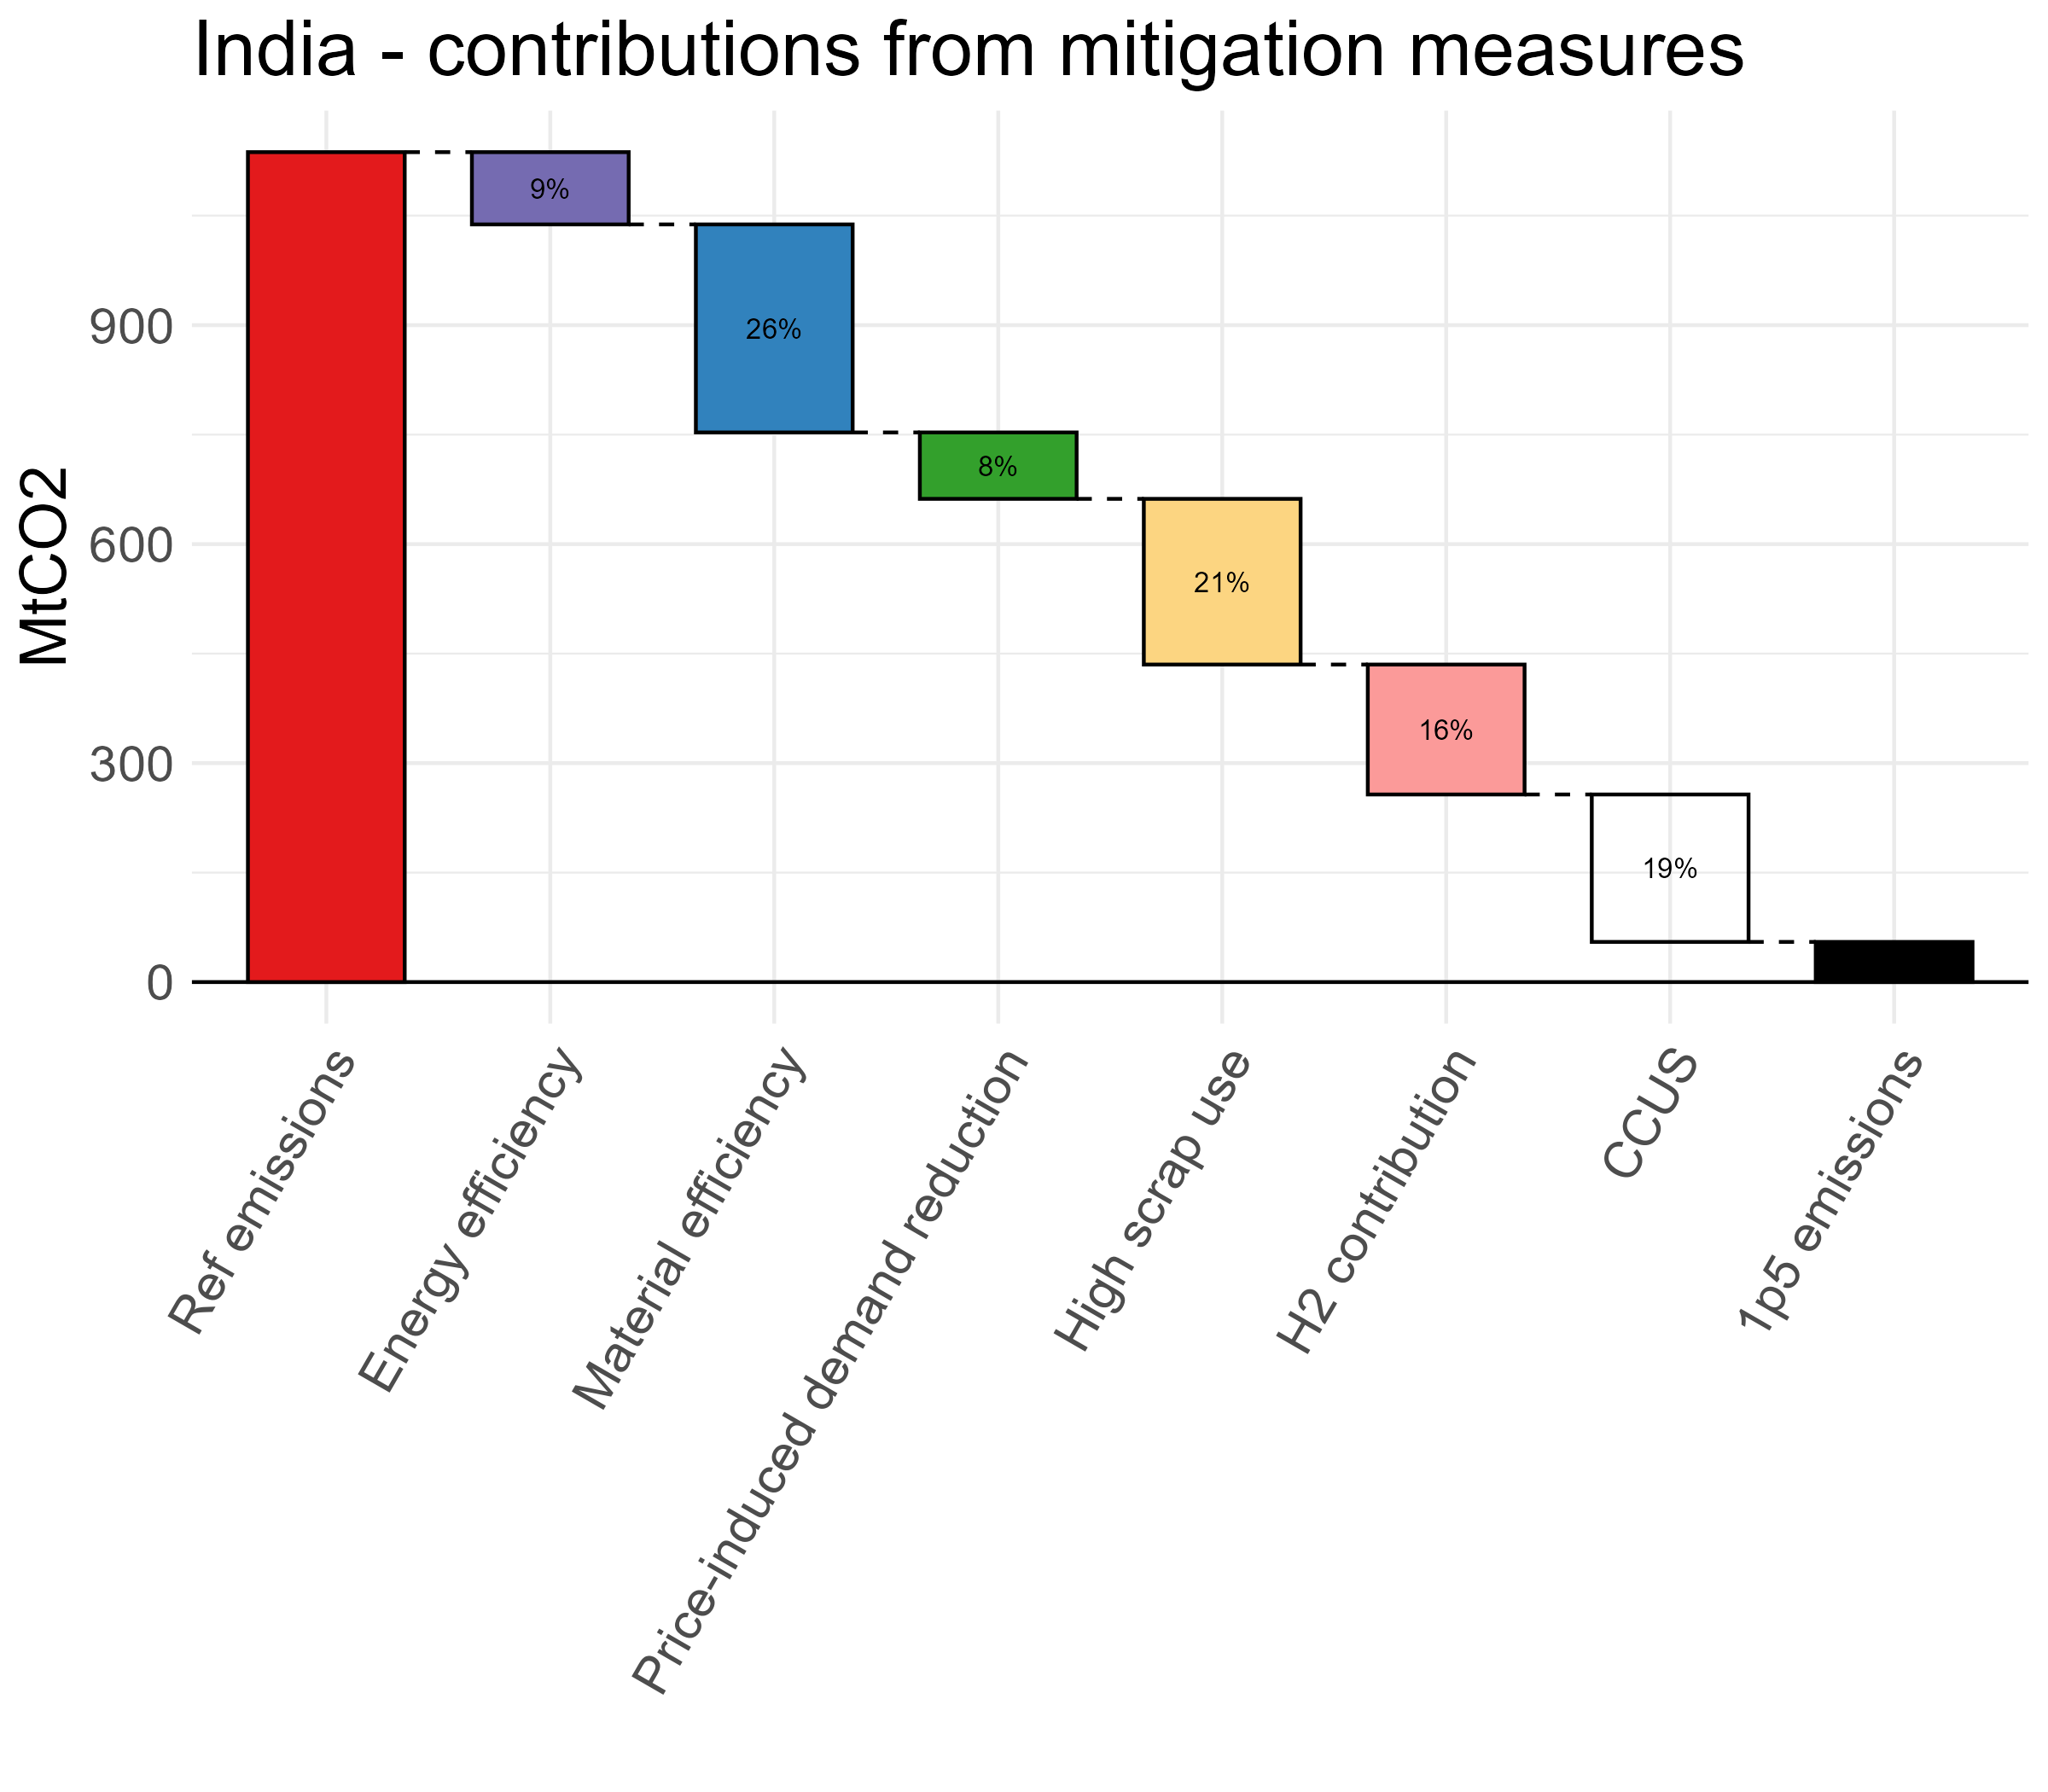 India - contributions from mitigation measures
MtCO2
900
600
300
0
9%
26%
8%
21%
16%
19%
Ref emissions
Energy efficiency
Material efficiency
Price-induced demand reduction
High scrap use
H2 contribution
CCUS
1p5 emissions